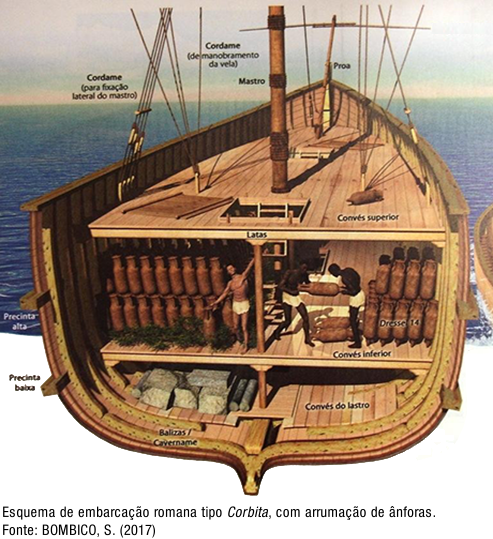 Cordame
(de manobramento
da vela)
Proa
Cordame
(para fixação
lateral do mastro)
Mastro
Convés superior
Latas
Precinta
alta
Dressel 14
Convés inferior
Precinta
baixa
Convés do lastro
Balizas /
Cavername
Esquema de embarcação romana tipo Corbita, com arrumação de ânforas.
Fonte: BOMBICO, S. (2017)